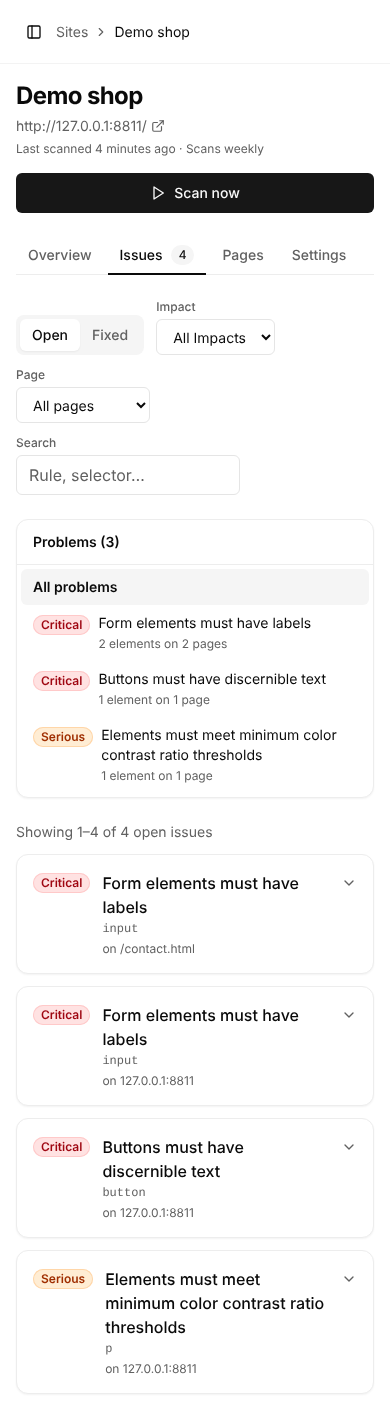 Sites > Demo shop
Demo shop
http://127.0.0.1:8811/
Last scanned 4 minutes ago · Scans weekly
Scan now
Overview Issues 4 Pages Settings
Impact
Open Fixed All Impacts
Page
All pages
Search
Rule, selector...
Problems (3)
All problems
Critical Form elements must have labels
2 elements on 2 pages
Critical Buttons must have discernible text
1 element on 1 page
Serious Elements must meet minimum color
contrast ratio thresholds
1 element on 1 page
Showing 1–4 of 4 open issues
Critical Form elements must have
labels
input
on /contact.html
Critical Form elements must have
labels
input
on 127.0.0.1:8811
Critical Buttons must have
discernible text
button
on 127.0.0.1:8811
Serious Elements must meet
minimum color contrast ratio
thresholds
p
on 127.0.0.1:8811